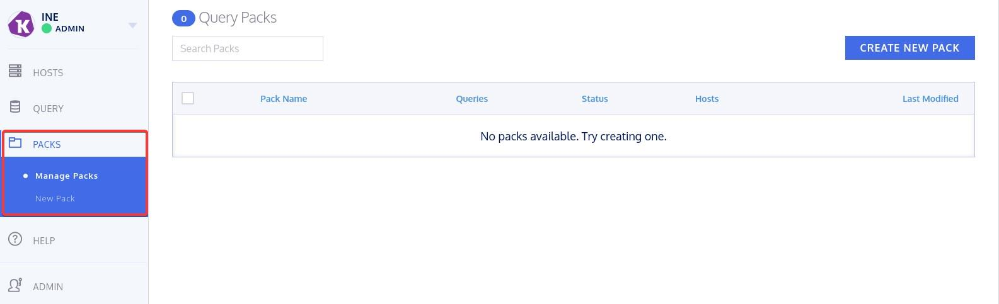 INE
ADMIN
HOSTS
QUERY
PACKS
Manage Packs
New Pack
HELP
ADMIN
0 Query Packs
Search Packs
CREATE NEW PACK
Pack Name Queries Status Hosts Last Modified
No packs available. Try creating one.